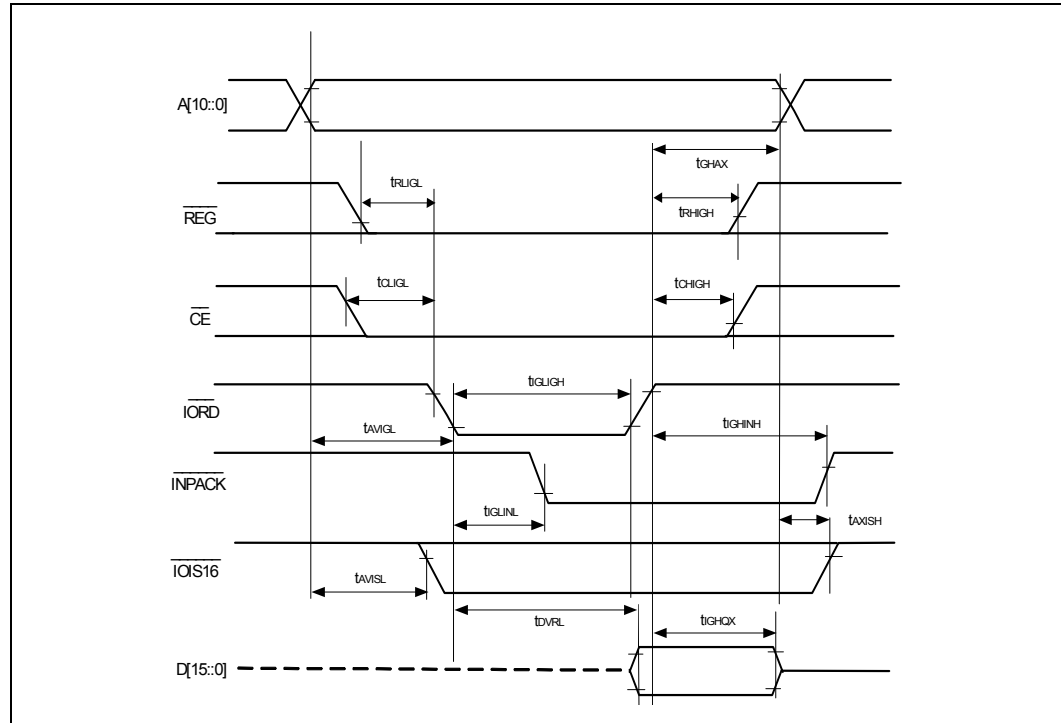 A[10::0]
tGHAX
tRLIGL
tRHIGH
REG
tCLIGL
tCHIGH
CE
tIGLIGH
IORD
tAVIGL
tIGHINH
INPACK
tIGLINL
tAXISH
IOIS16
tAVISL
tDVRL
tIGHQX
D[15::0]